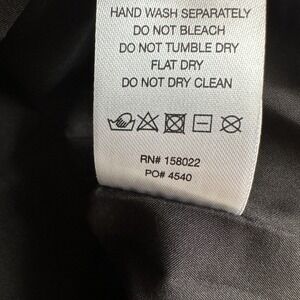 HAND WASH SEPARATELY
DO NOT BLEACH
DO NOT TUMBLE DRY
FLAT DRY
DO NOT DRY CLEAN
RN# 158022
PO# 4540